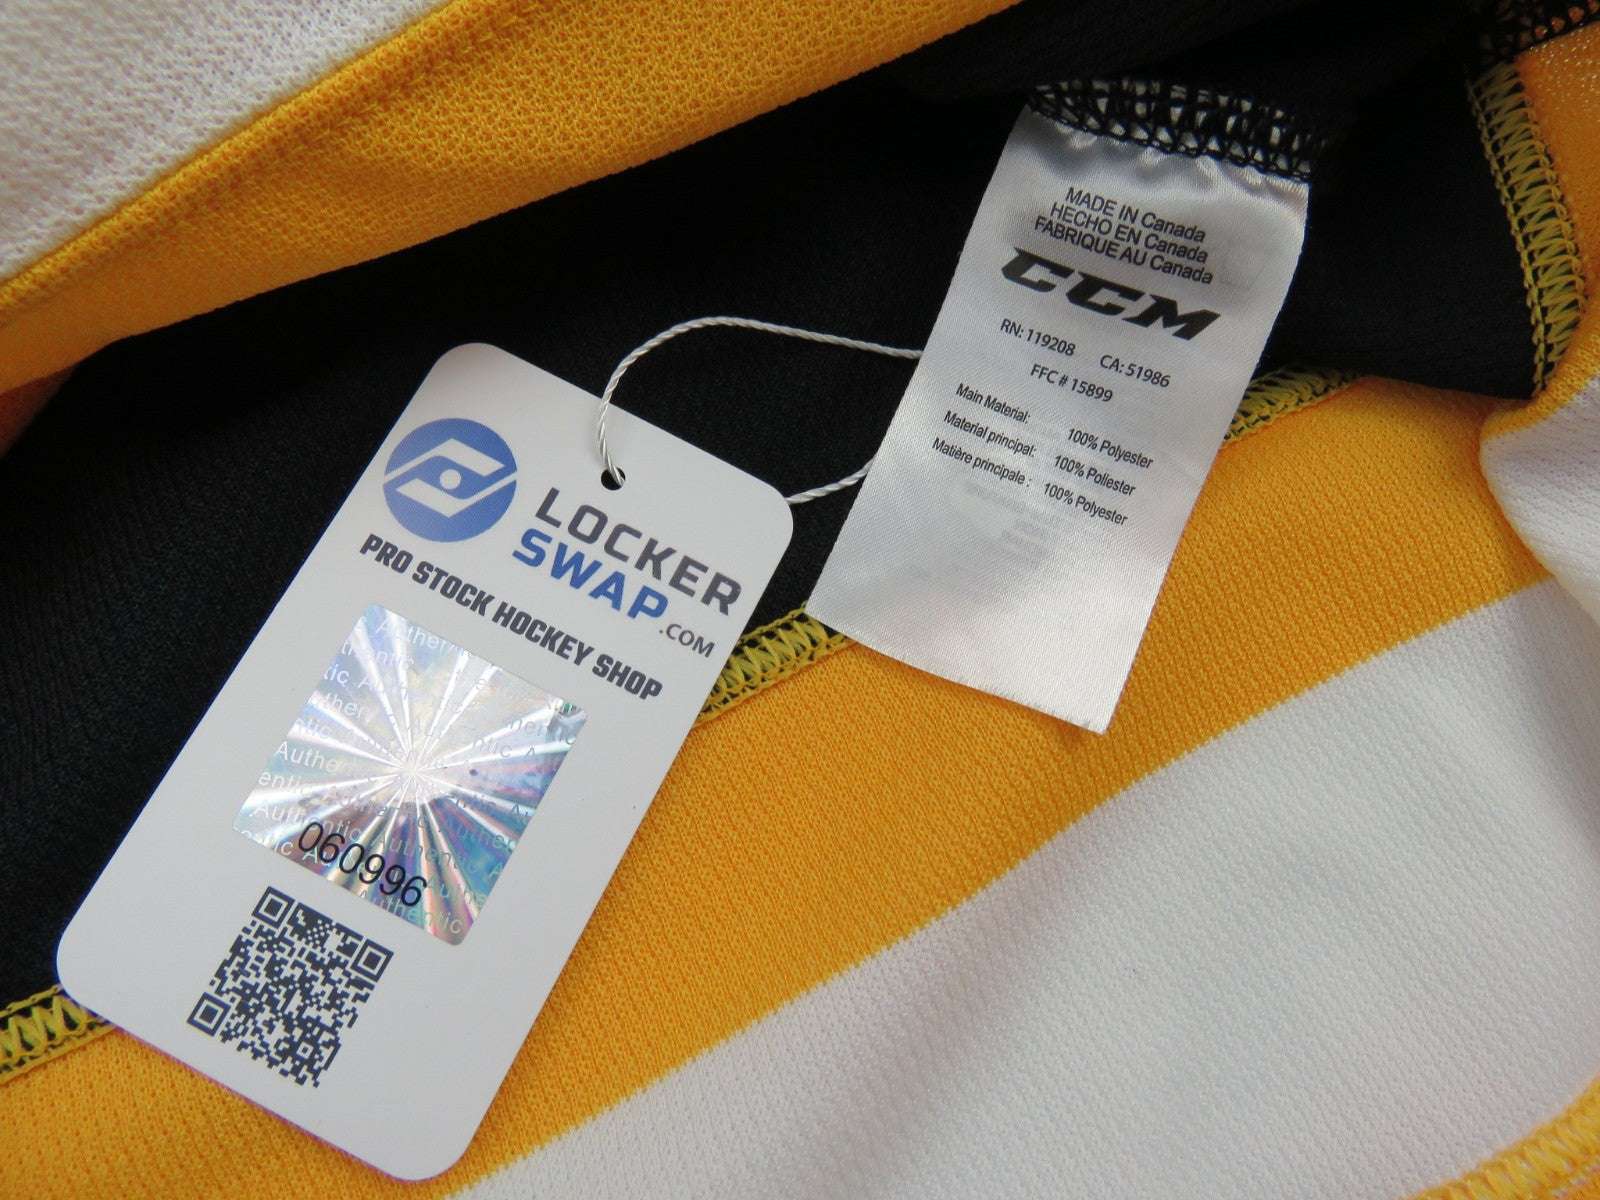 LOCKER
SWAP
.COM
PRO STOCK HOCKEY SHOP
Authentic
060996
MADE IN Canada
HECHO EN Canada
FABRIQUE AU Canada
CCM
RN: 119208 CA: 51986
FFC # 15899
Main Material: 100% Polyester
Material principal: 100% Poliester
Matière principale : 100% Polyester